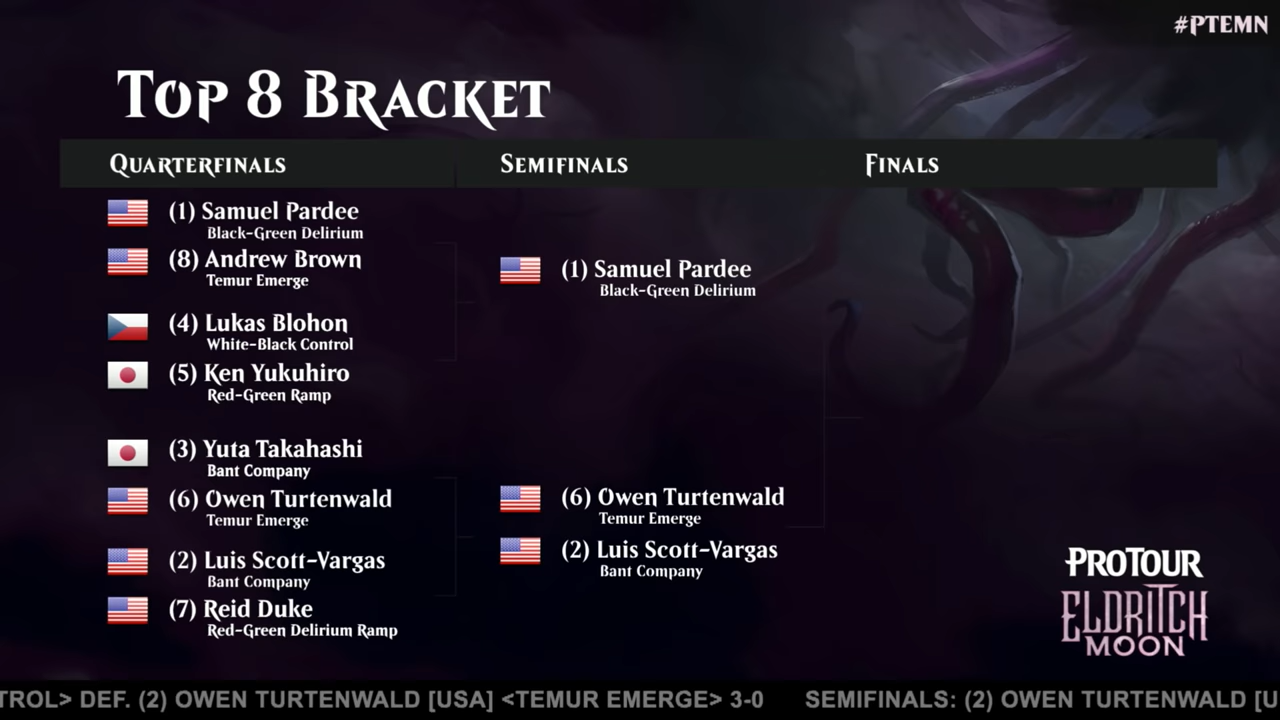 #PTEMN
Top 8 Bracket
Quarterfinals
Semifinals
Finals
(1) Samuel Pardee
Black-Green Delirium
(8) Andrew Brown
Temur Emerge
(4) Lukas Blohon
White-Black Control
(5) Ken Yukuhiro
Red-Green Ramp
(3) Yuta Takahashi
Bant Company
(6) Owen Turtenwald
Temur Emerge
(2) Luis Scott-Vargas
Bant Company
(7) Reid Duke
Red-Green Delirium Ramp
(1) Samuel Pardee
Black-Green Delirium
(6) Owen Turtenwald
Temur Emerge
(2) Luis Scott-Vargas
Bant Company
PROTOUR
ELDRITCH
MOON
TROL> DEF. (2) OWEN TURTENWALD [USA] <TEMUR EMERGE> 3-0 SEMIFINALS: (2) OWEN TURTENWALD [U